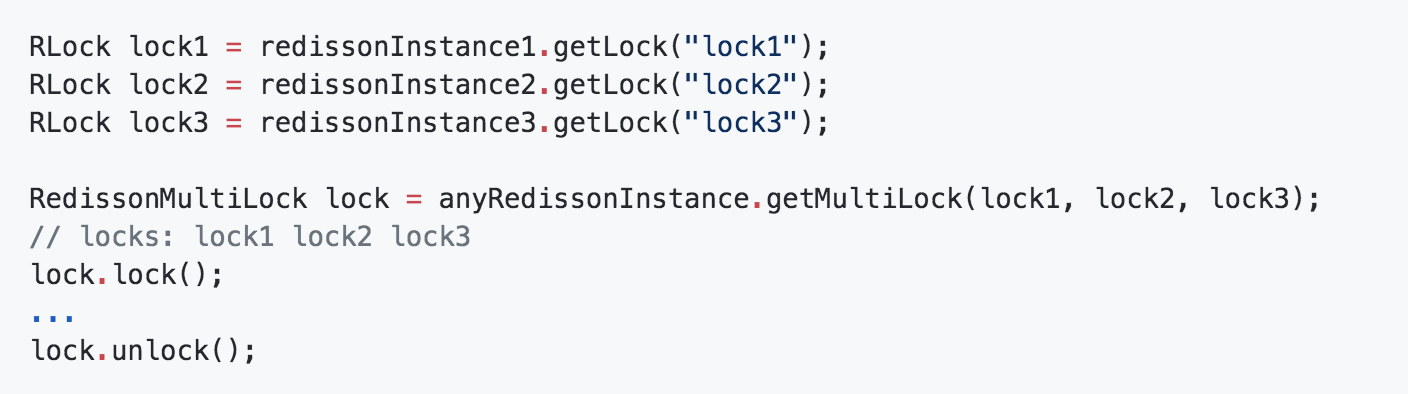 RLock lock1 = redissonInstance1.getLock("lock1");
RLock lock2 = redissonInstance2.getLock("lock2");
RLock lock3 = redissonInstance3.getLock("lock3");
RedissonMultiLock lock = anyRedissonInstance.getMultiLock(lock1, lock2, lock3);
// locks: lock1 lock2 lock3
lock.lock();
...
lock.unlock();